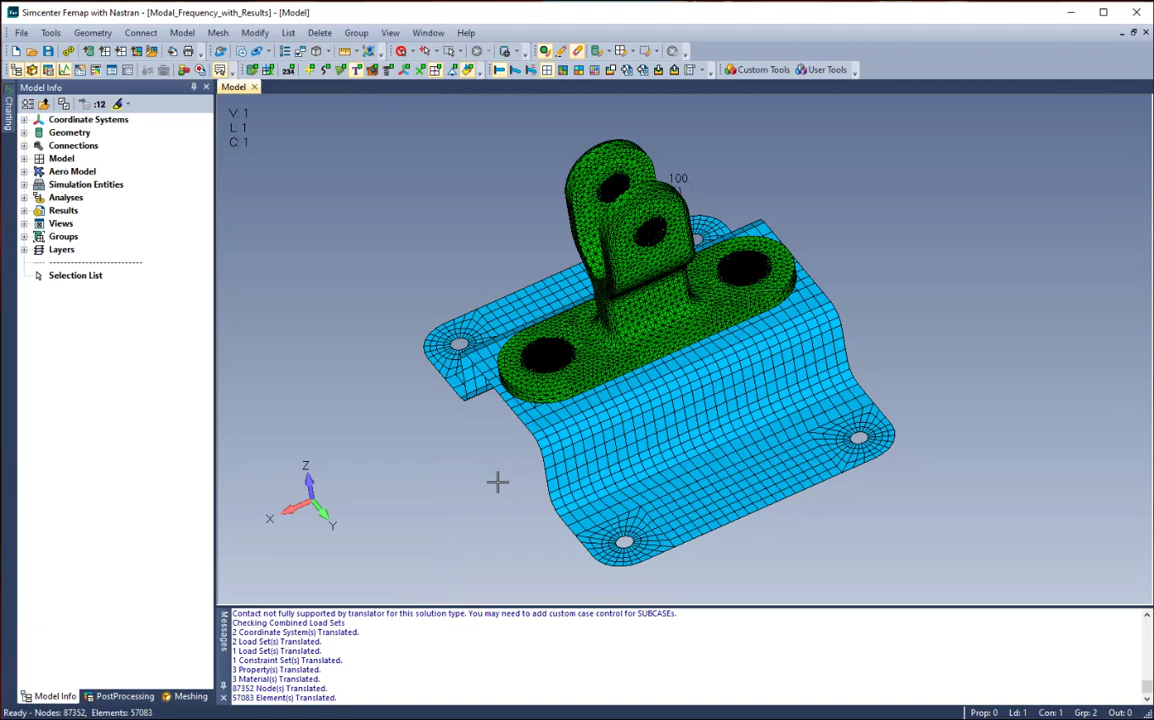 Simcenter Femap with Nastran - [Modal_Frequency_with_Results] - [Model]
File Tools Geometry Connect Model Mesh Modify List Delete Group View Window Help
234
Custom Tools User Tools
Model Info
Model
Charting
:12
Coordinate Systems
Geometry
Connections
Model
Aero Model
Simulation Entities
Analyses
Results
Views
Groups
Layers
Selection List
V: 1
L: 1
C: 1
100.
Z
X
Y
Messages
Contact not fully supported by translator for this solution type. You may need to add custom case control for SUBCASEs.
Checking Combined Load Sets
2 Coordinate System(s) Translated.
2 Load Set(s) Translated.
1 Load Set(s) Translated.
1 Constraint Set(s) Translated.
3 Property(s) Translated.
3 Material(s) Translated.
87352 Node(s) Translated.
57083 Element(s) Translated.
Model Info PostProcessing Meshing
Ready - Nodes: 87352, Elements: 57083
Prop: 0 Ld: 1 Con: 1 Grp: 2 Out: 0